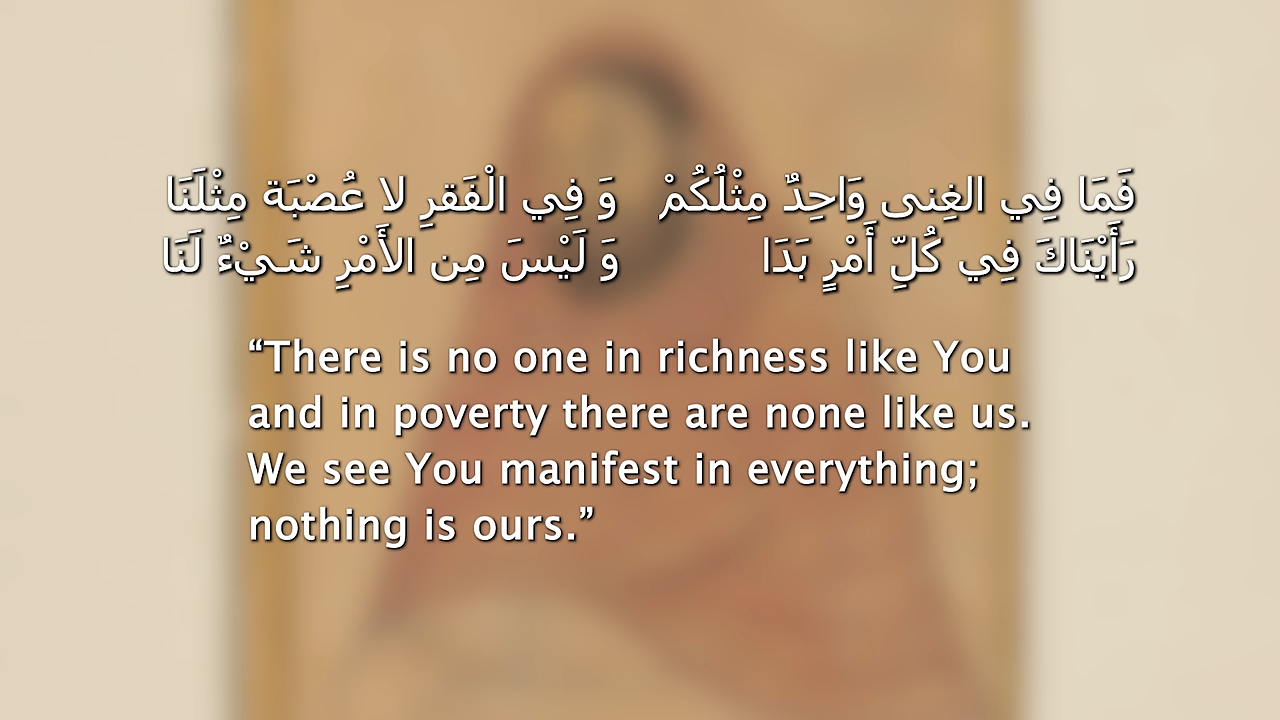 فَمَا فِي الغِنى وَاحِدٌ مِثْلُكُمْ وَ فِي الْفَقرِ لا عُصْبَة مِثْلَنَا
رَأَيْنَاكَ فِي كُلِّ أَمْرٍ بَدَا وَ لَيْسَ مِن الأَمْرِ شَيْءٌ لَنَا
“There is no one in richness like You
and in poverty there are none like us.
We see You manifest in everything;
nothing is ours.”